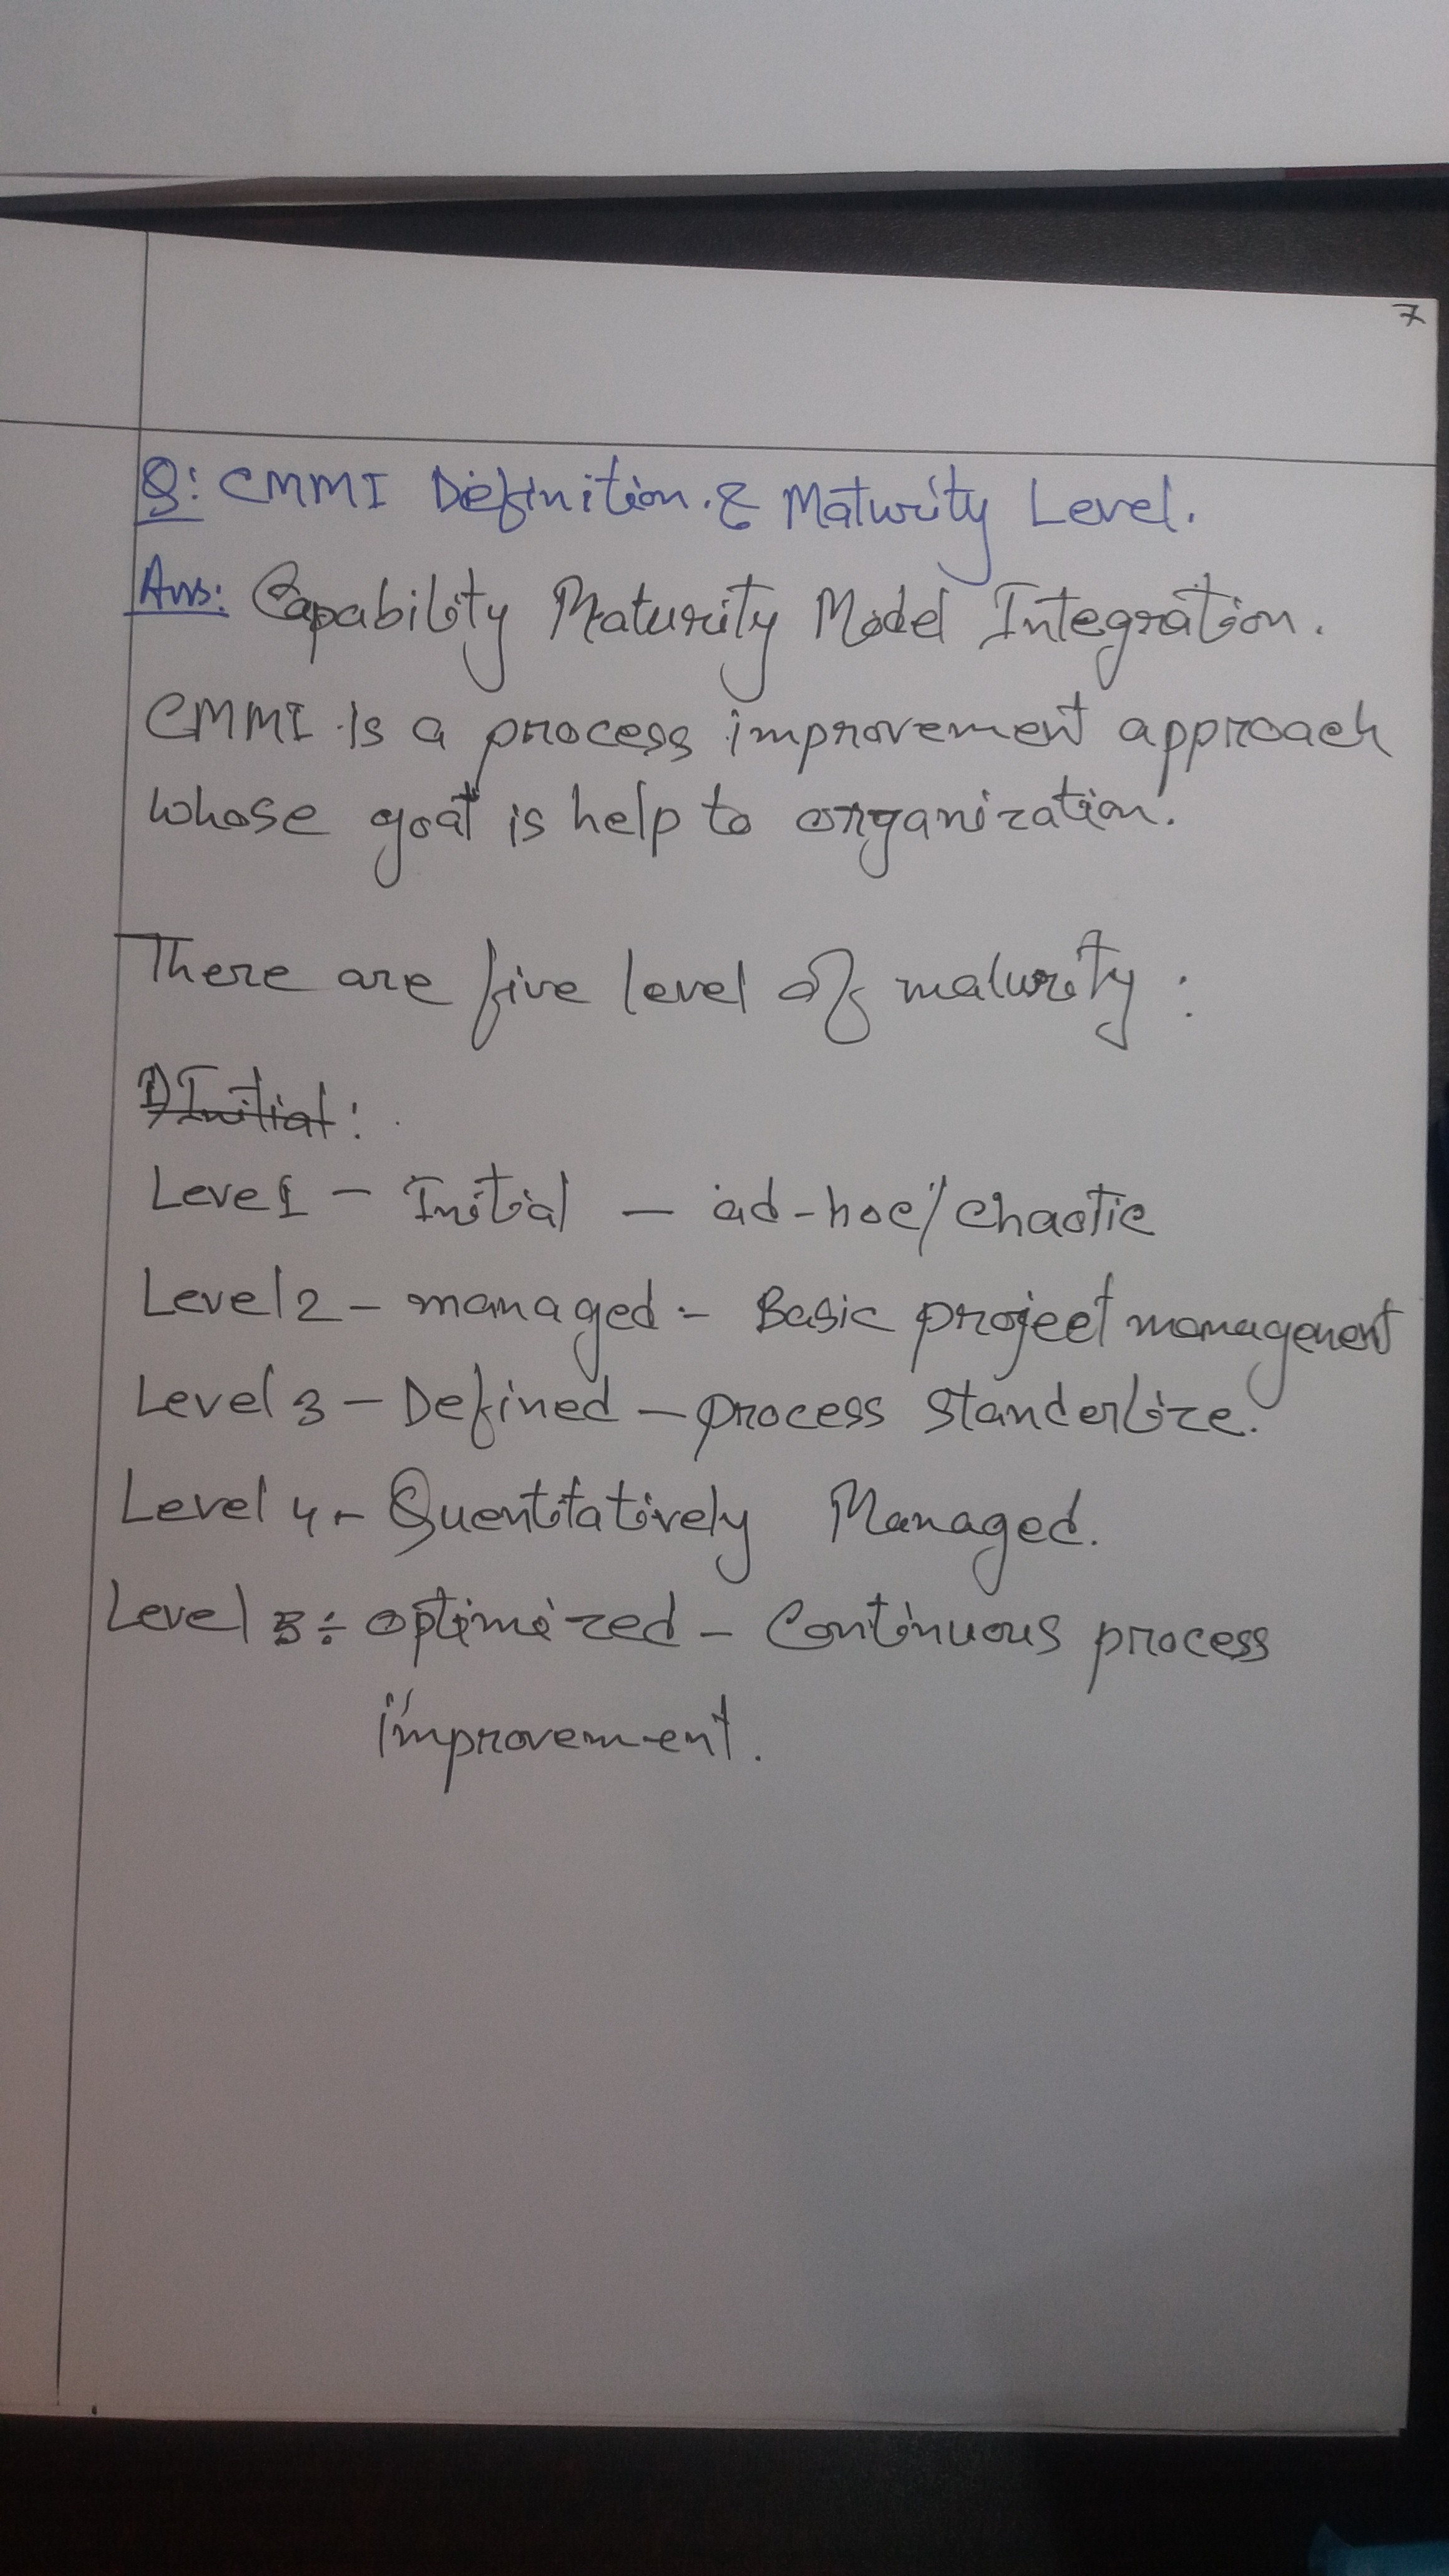 7
Q: CMMI Definition. & Maturity Level.
Ans: Capability Maturity Model Integration.
CMMI is a process improvement approach
whose goal is help to organization.
There are five level of maturity :
1) Initial :
Leve1 - Initial - ad-hoc/chaotic
Level 2 - managed :- Basic project management
Level 3 - Defined - process standerlize.
Level 4 - Quentitatively Managed.
Level 5 ÷ optimized - Continuous process
improvement.